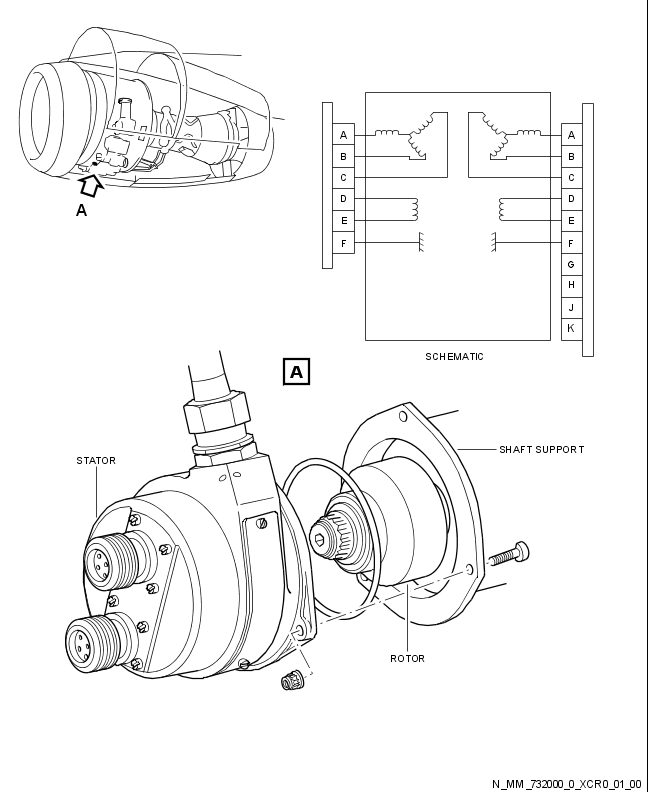 A
A
B
C
D
E
F
A
B
C
D
E
F
G
H
J
K
SCHEMATIC
A
STATOR
SHAFT SUPPORT
ROTOR
N_MM_732000_0_XCR0_01_00